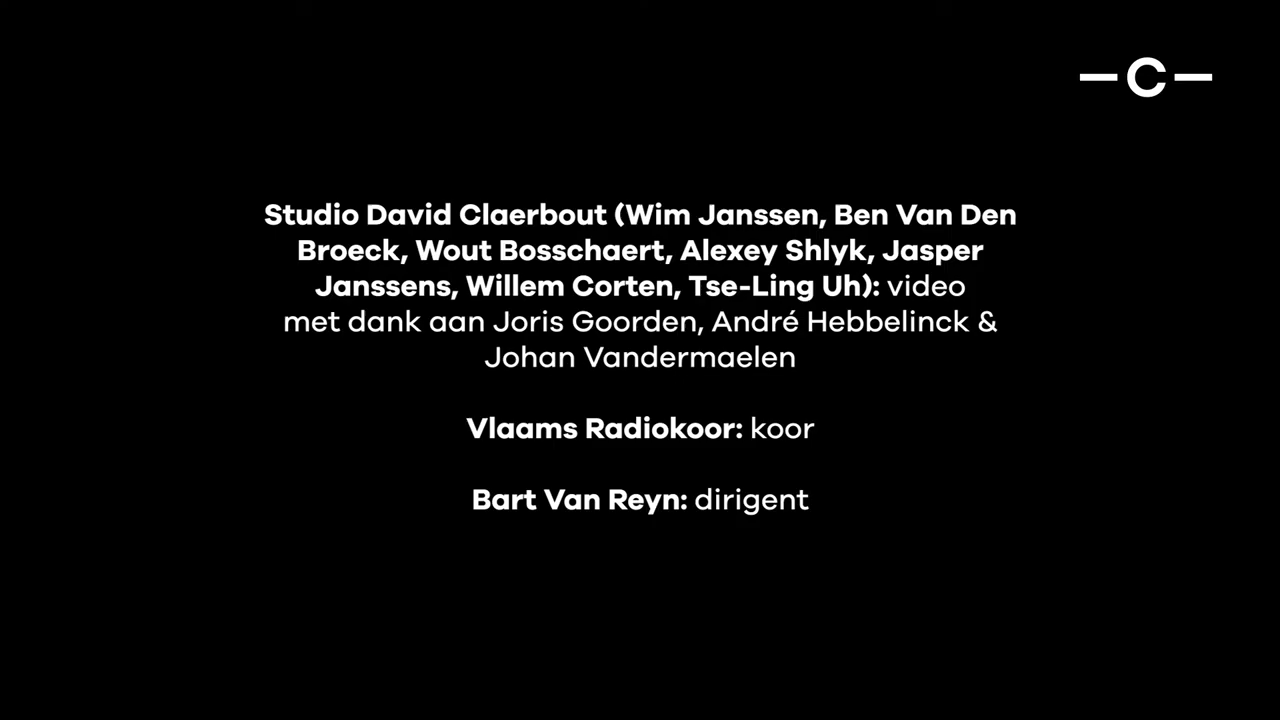 —C—
Studio David Claerbout (Wim Janssen, Ben Van Den
Broeck, Wout Bosschaert, Alexey Shlyk, Jasper
Janssens, Willem Corten, Tse-Ling Uh): video
met dank aan Joris Goorden, André Hebbelinck &
Johan Vandermaelen
Vlaams Radiokoor: koor
Bart Van Reyn: dirigent